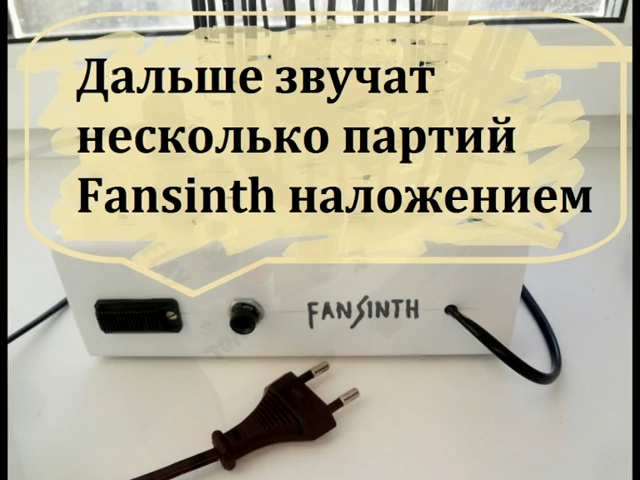 Дальше звучат
несколько партий
Fansinth наложением
FANSINTH